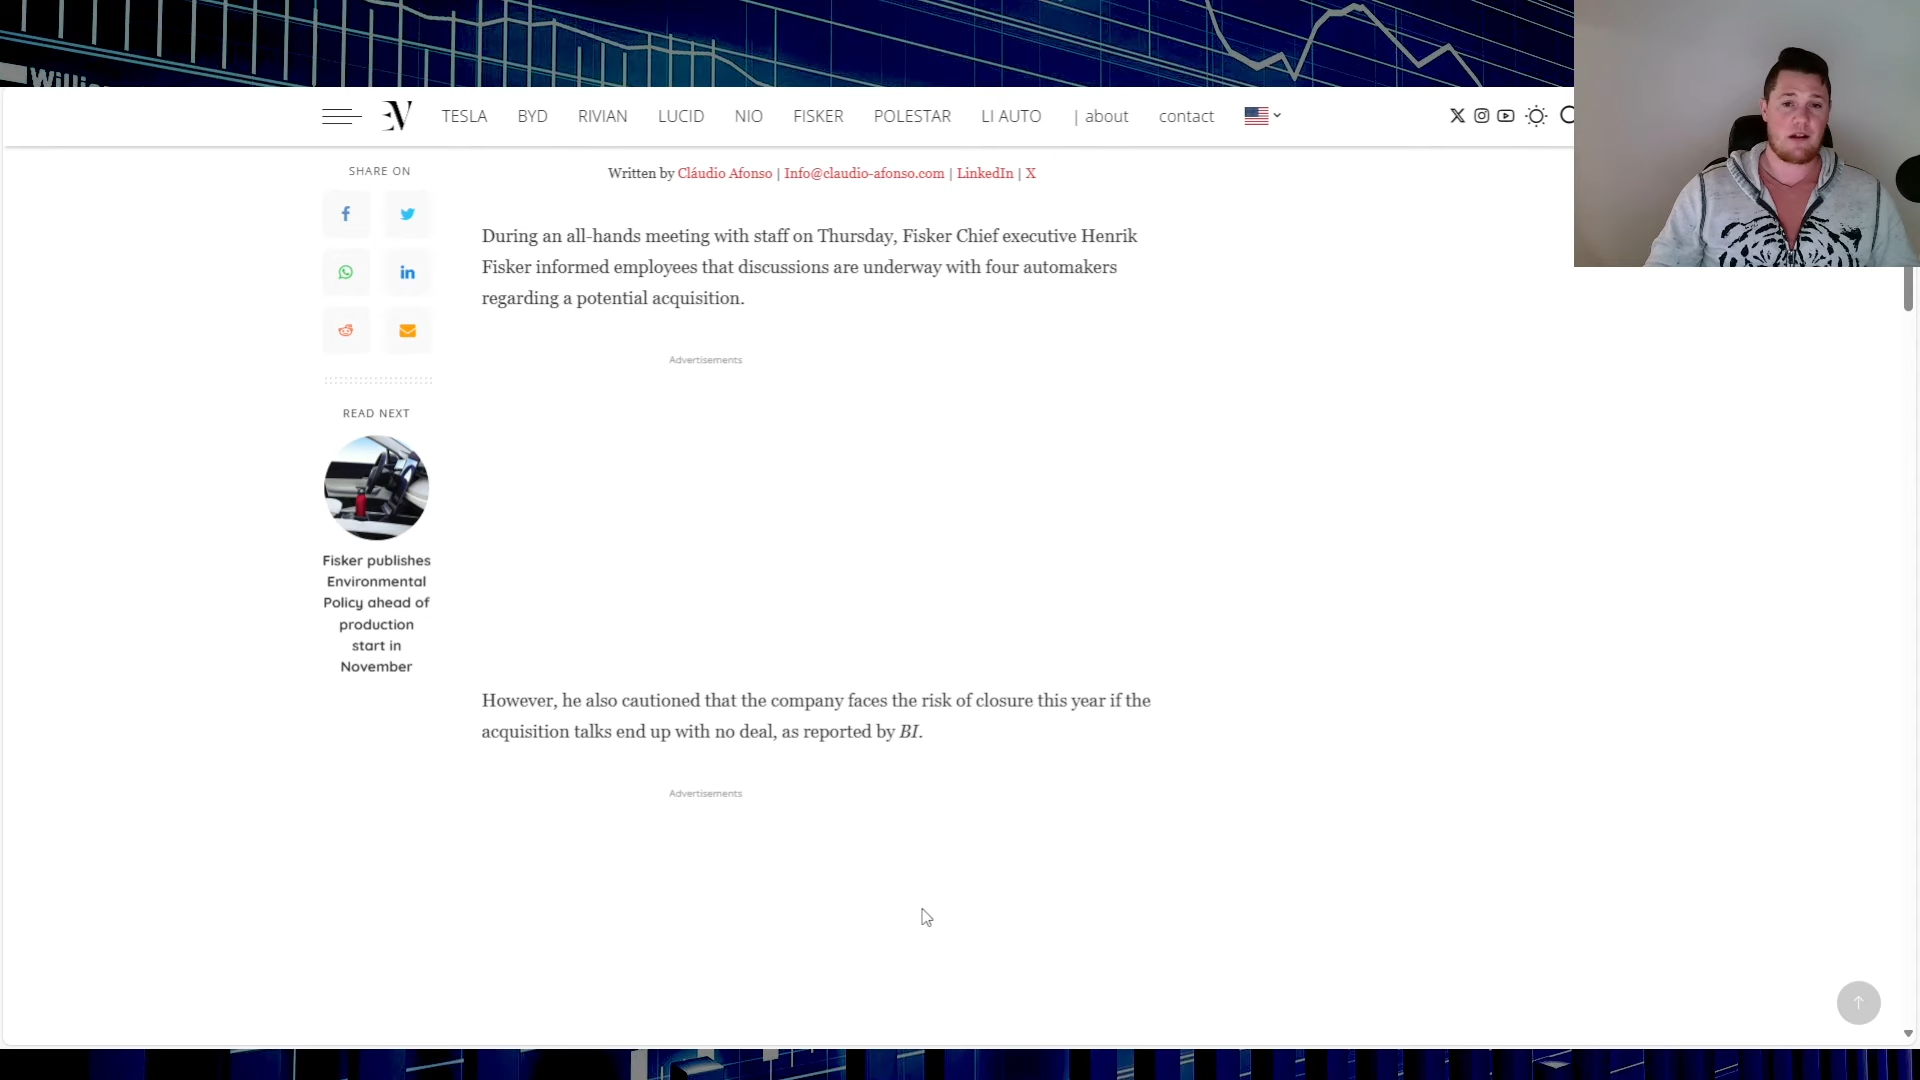 EV
TESLA
BYD
RIVIAN
LUCID
NIO
FISKER
POLESTAR
LI AUTO
| about
contact
SHARE ON
Written by Cláudio Afonso | Info@claudio-afonso.com | LinkedIn | X
During an all-hands meeting with staff on Thursday, Fisker Chief executive Henrik
Fisker informed employees that discussions are underway with four automakers
regarding a potential acquisition.
Advertisements
READ NEXT
Fisker publishes
Environmental
Policy ahead of
production
start in
November
However, he also cautioned that the company faces the risk of closure this year if the
acquisition talks end up with no deal, as reported by BI.
Advertisements